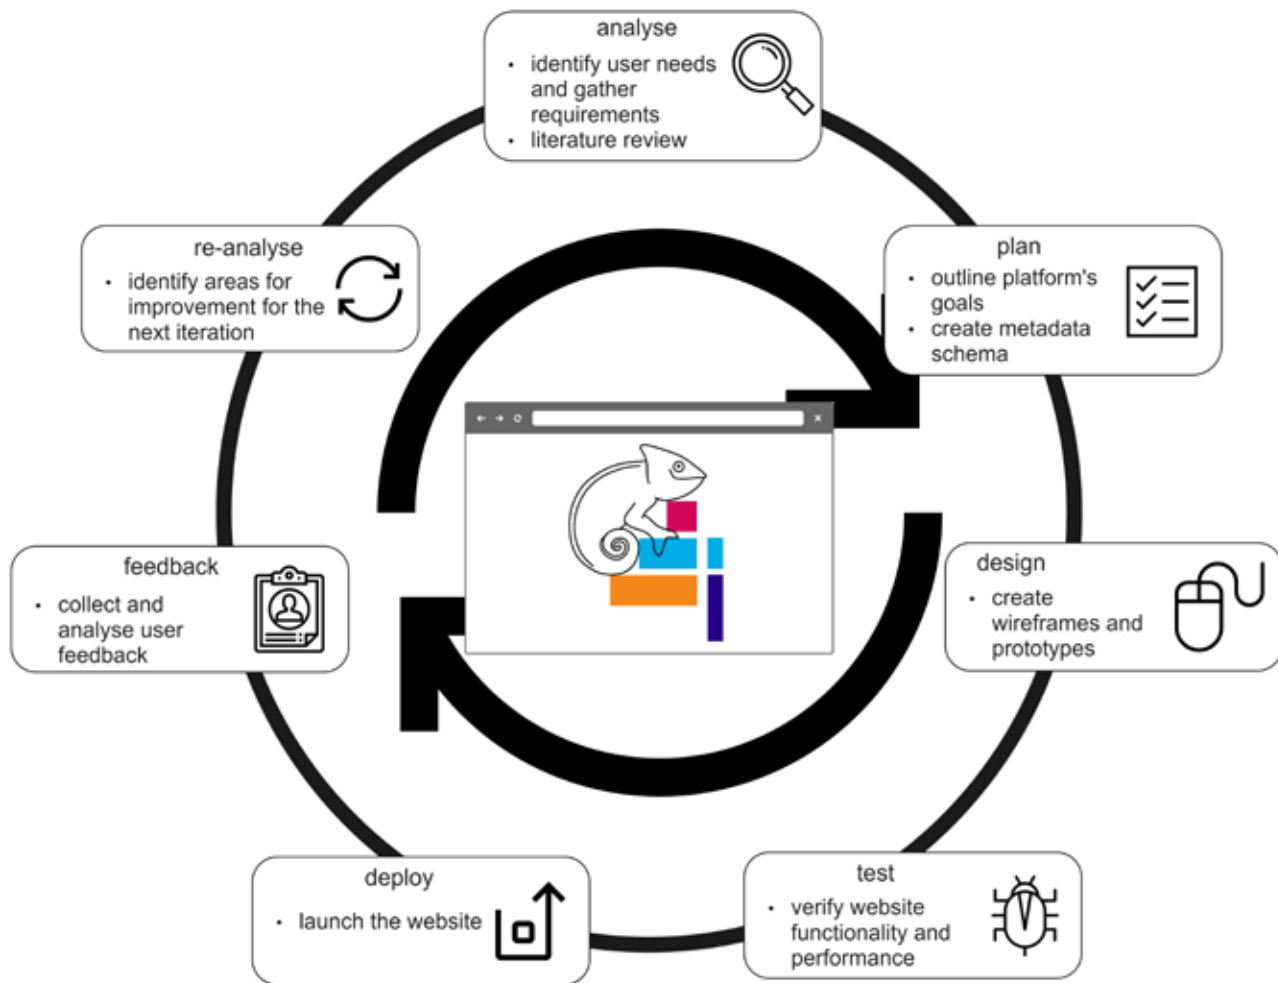 analyse
• identify user needs
and gather
requirements
• literature review
plan
• outline platform's
goals
• create metadata
schema
design
• create
wireframes and
prototypes
test
• verify website
functionality and
performance
deploy
• launch the website
feedback
• collect and
analyse user
feedback
re-analyse
• identify areas for
improvement for the
next iteration